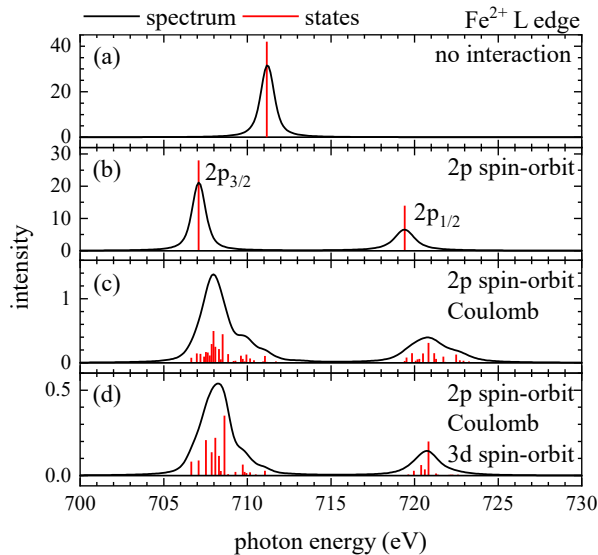 spectrum states Fe²⁺ L edge
(a) no interaction
40
20
0
(b) 2p spin-orbit
30
20
10
0
2p₃/₂
2p₁/₂
(c) 2p spin-orbit
Coulomb
1
0
(d) 2p spin-orbit
Coulomb
3d spin-orbit
0.5
0.0
intensity
700 705 711 715 720 725 730
photon energy (eV)